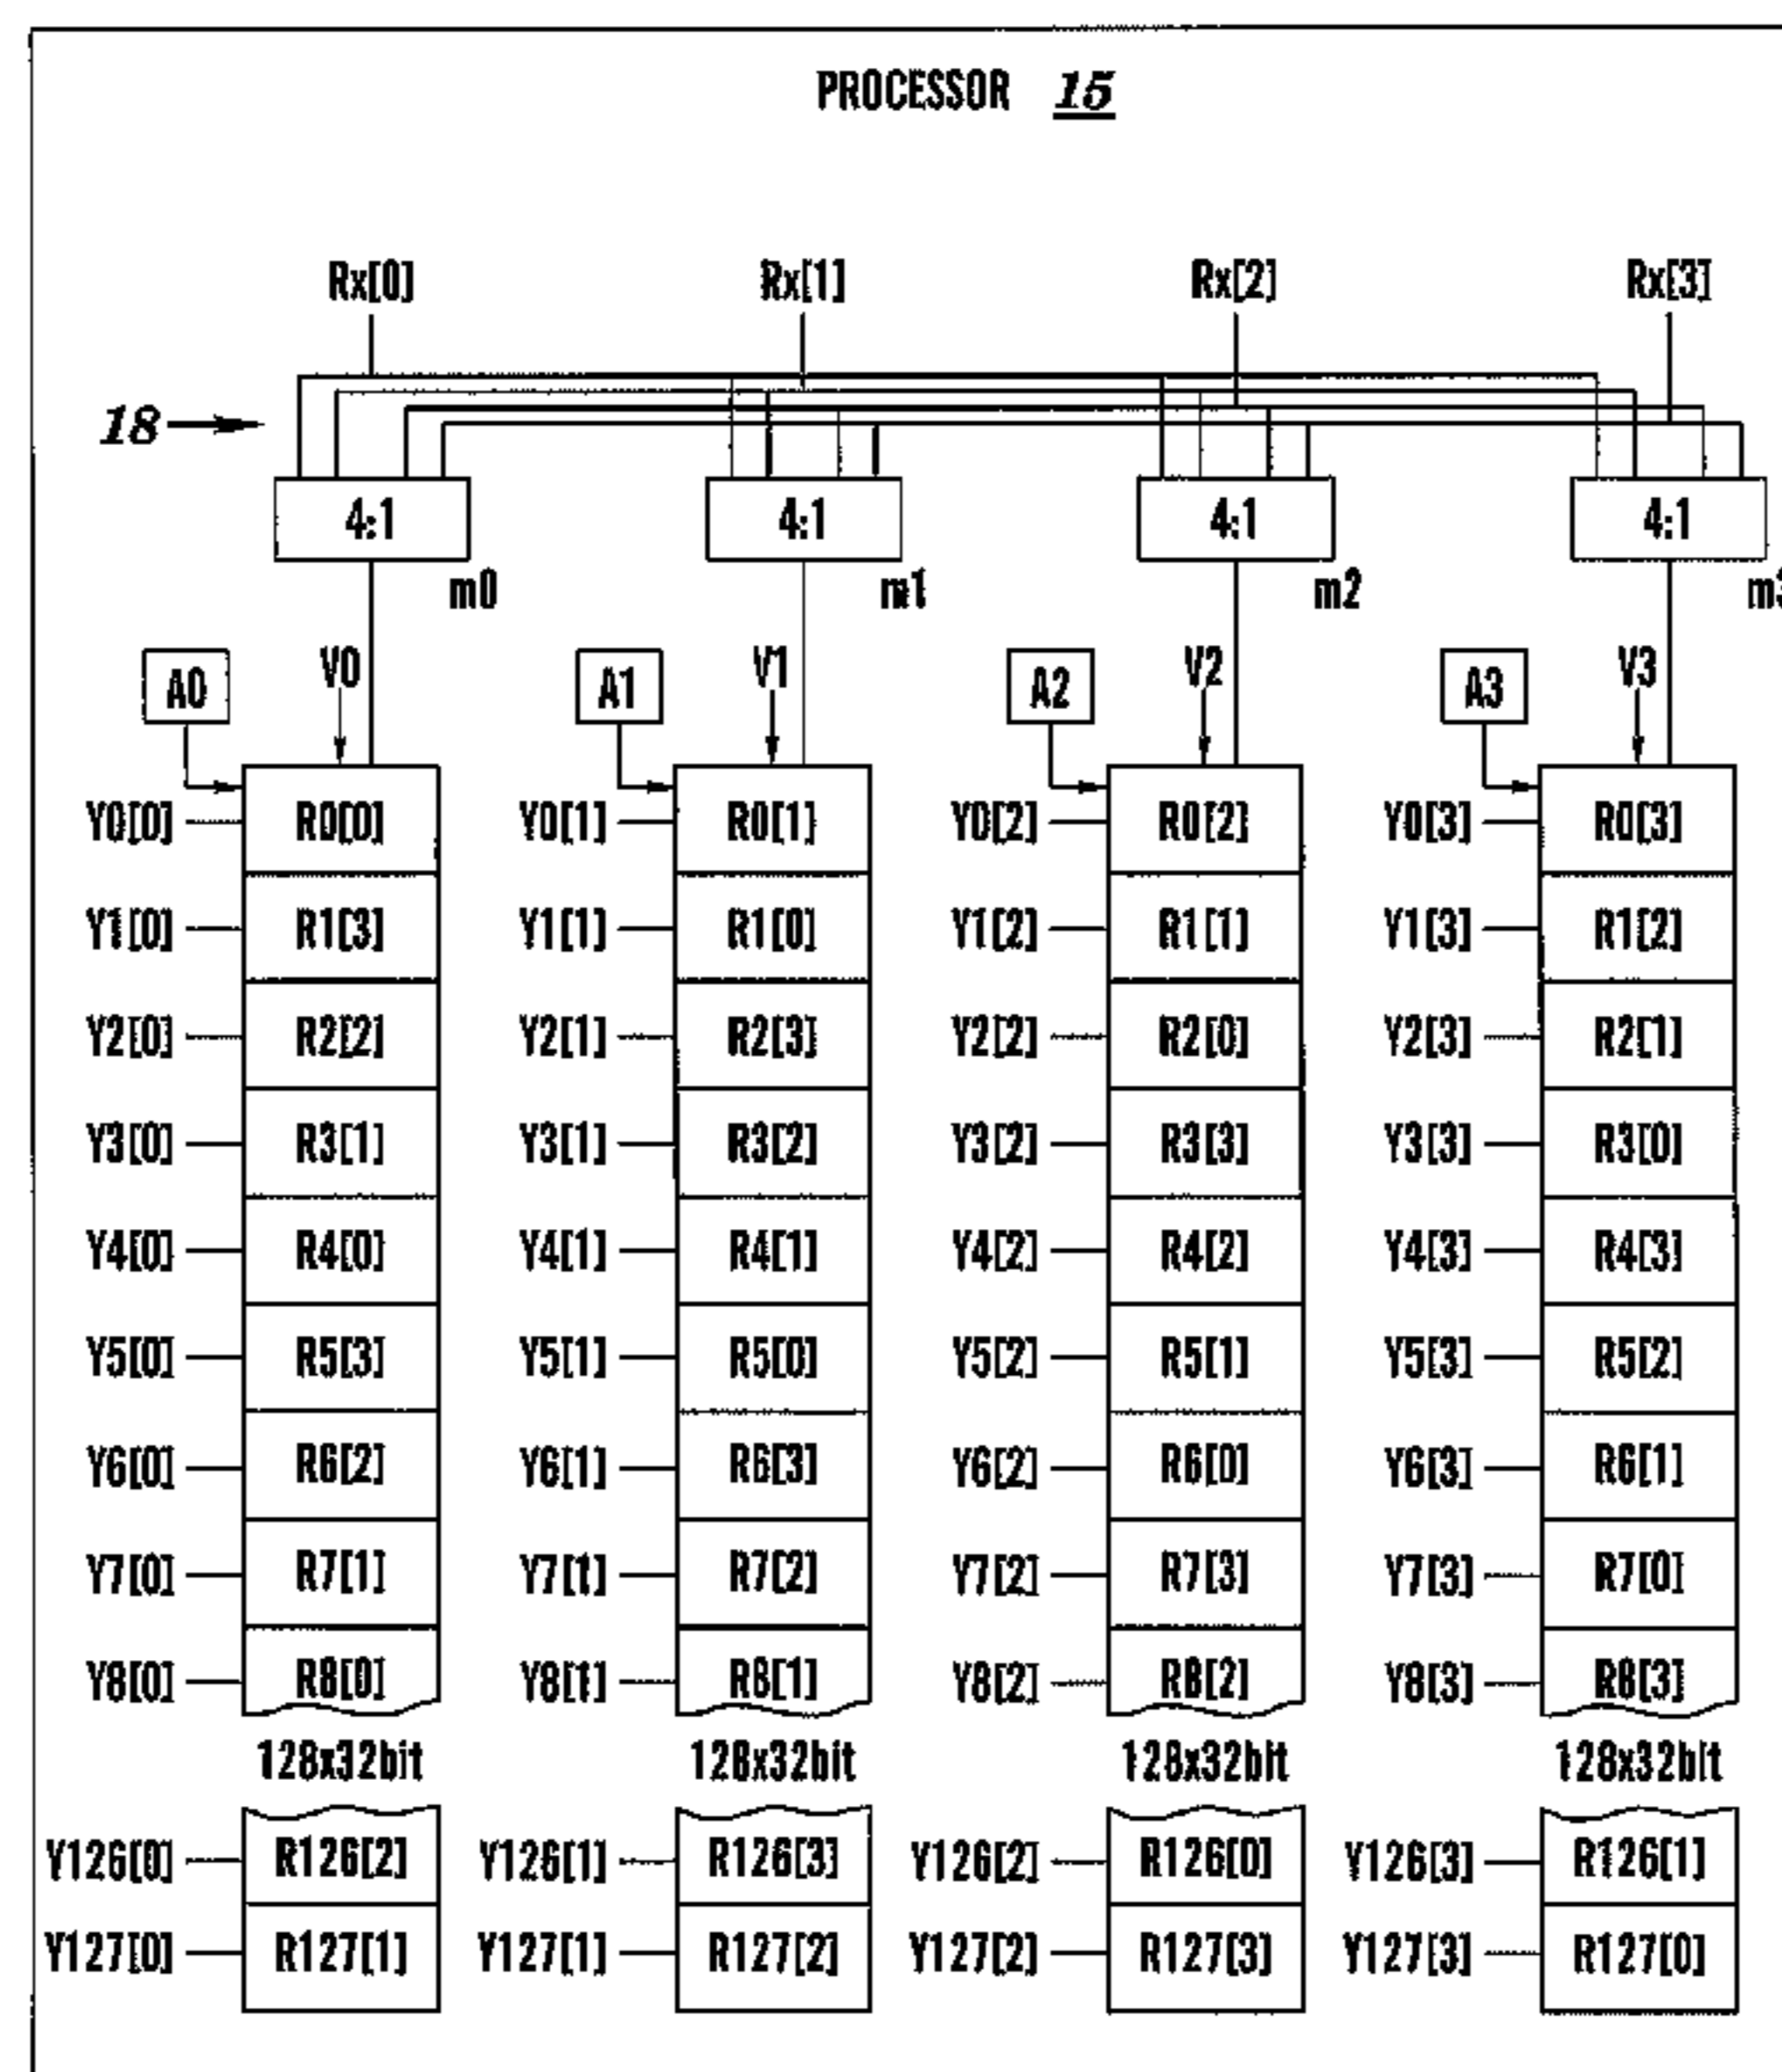 PROCESSOR 15
Rx[0] Rx[1] Rx[2] Rx[3]
18
4:1 4:1 4:1 4:1
m0 m1 m2
A0 V0 A1 V1 A2 V2 A3 V3
Y0[0] R0[0] Y0[1] R0[1] Y0[2] R0[2] Y0[3] R0[3]
Y1[0] R1[3] Y1[1] R1[0] Y1[2] R1[1] Y1[3] R1[2]
Y2[0] R2[2] Y2[1] R2[3] Y2[2] R2[0] Y2[3] R2[1]
Y3[0] R3[1] Y3[1] R3[2] Y3[2] R3[3] Y3[3] R3[0]
Y4[0] R4[0] Y4[1] R4[1] Y4[2] R4[2] Y4[3] R4[3]
Y5[0] R5[3] Y5[1] R5[0] Y5[2] R5[1] Y5[3] R5[2]
Y6[0] R6[2] Y6[1] R6[3] Y6[2] R6[0] Y6[3] R6[1]
Y7[0] R7[1] Y7[1] R7[2] Y7[2] R7[3] Y7[3] R7[0]
Y8[0] R8[0] Y8[1] R8[1] Y8[2] R8[2] Y8[3] R8[3]
128x32bit 128x32bit 128x32bit 128x32bit
Y126[0] R126[2] Y126[1] R126[3] Y126[2] R126[0] Y126[3] R126[1]
Y127[0] R127[1] Y127[1] R127[2] Y127[2] R127[3] Y127[3] R127[0]